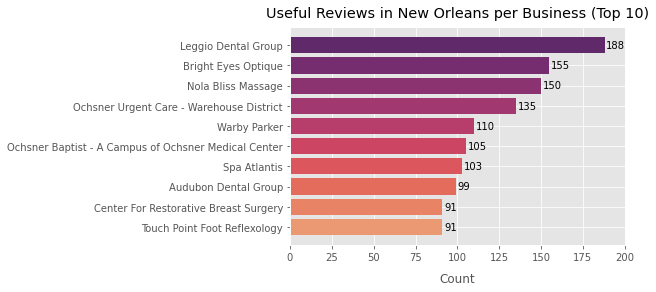 Useful Reviews in New Orleans per Business (Top 10)
Leggio Dental Group 188
Bright Eyes Optique 155
Nola Bliss Massage 150
Ochsner Urgent Care - Warehouse District 135
Warby Parker 110
Ochsner Baptist - A Campus of Ochsner Medical Center 105
Spa Atlantis 103
Audubon Dental Group 99
Center For Restorative Breast Surgery 91
Touch Point Foot Reflexology 91
0 25 50 75 100 125 150 175 200
Count